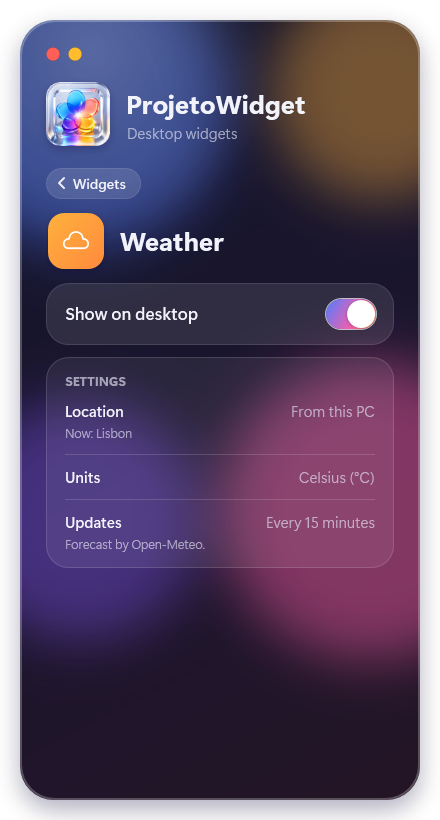 ProjetoWidget
Desktop widgets
Widgets
Weather
Show on desktop
SETTINGS
Location From this PC
Now: Lisbon
Units Celsius (°C)
Updates Every 15 minutes
Forecast by Open-Meteo.